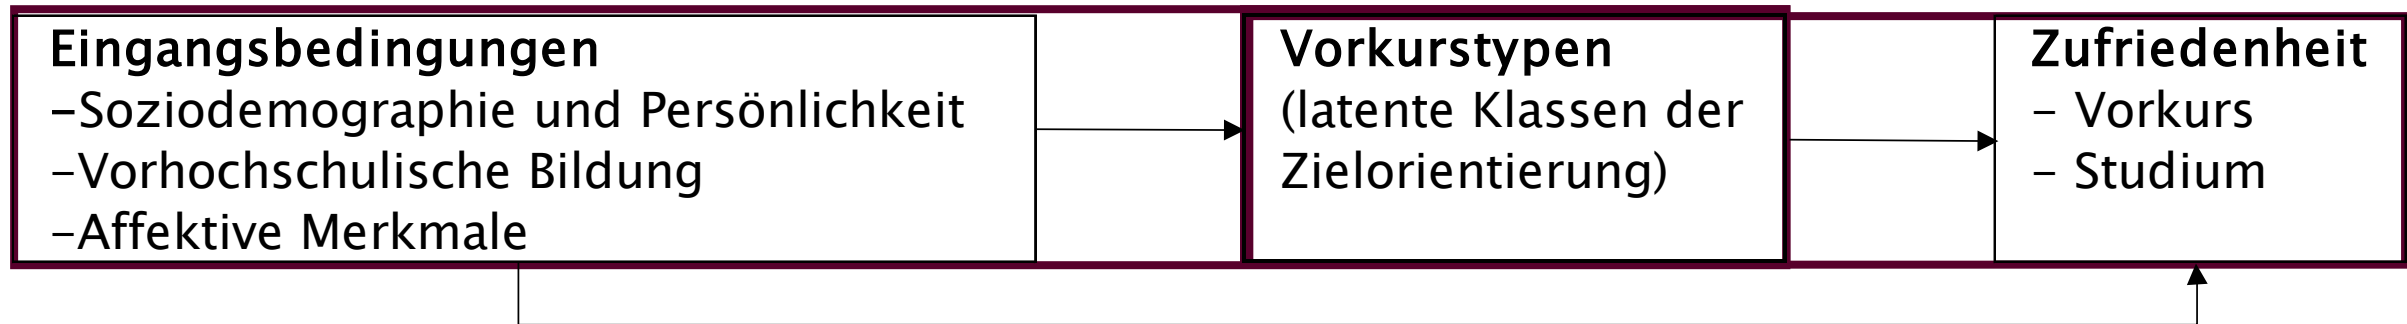 Eingangsbedingungen
-Soziodemographie und Persönlichkeit
-Vorhochschulische Bildung
-Affektive Merkmale
Vorkurstypen
(latente Klassen der
Zielorientierung)
Zufriedenheit
- Vorkurs
- Studium